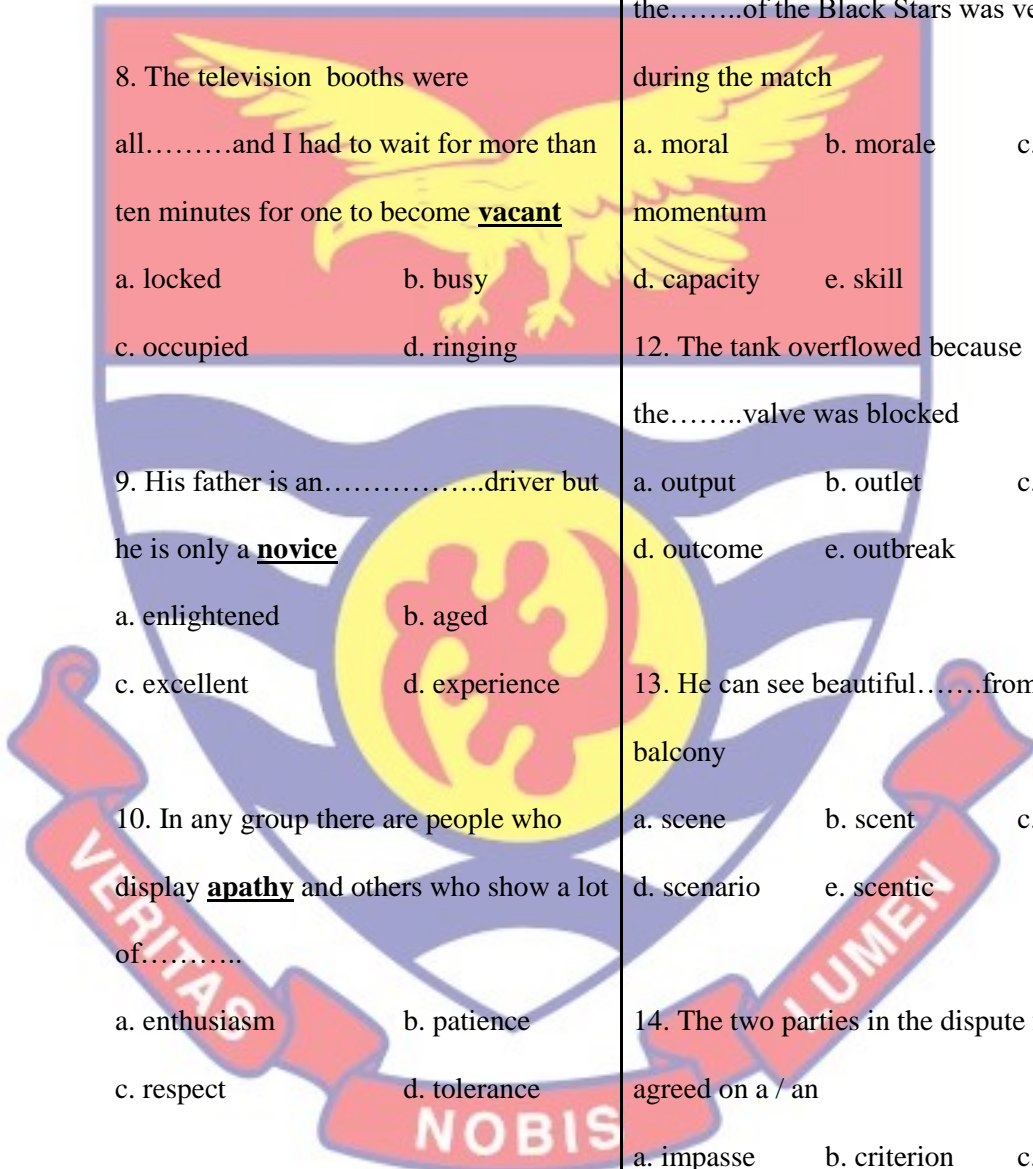 8. The television booths were
all.........and I had to wait for more than
ten minutes for one to become vacant
a. locked b. busy
c. occupied d. ringing
9. His father is an..................driver but
he is only a novice
a. enlightened b. aged
c. excellent d. experience
10. In any group there are people who
display apathy and others who show a lot
of...........
a. enthusiasm b. patience
c. respect d. tolerance
the........of the Black Stars was
during the match
a. moral b. morale c.
momentum
d. capacity e. skill
12. The tank overflowed because
the........valve was blocked
a. output b. outlet c.
d. outcome e. outbreak
13. He can see beautiful.......from
balcony
a. scene b. scent c.
d. scenario e. scentic
14. The two parties in the dispute
agreed on a / an
a. impasse b. criterion c.
VERITAS
NOBIS
LUMEN